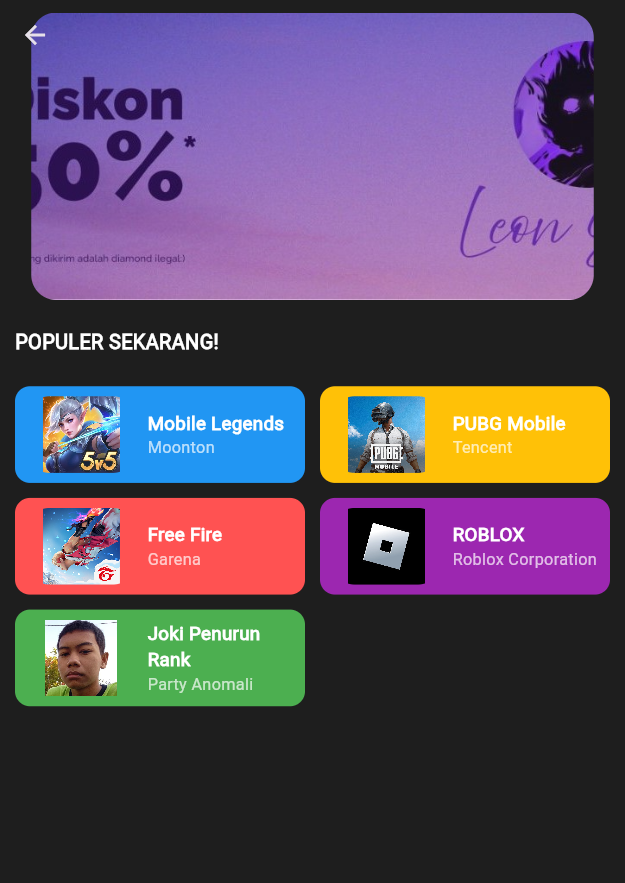 iskon
50%*
ng dikirim adalah diamond ilegal)
Leon
POPULER SEKARANG!
5v5
Mobile Legends
Moonton
PUBG
MOBILE
PUBG Mobile
Tencent
Free Fire
Garena
ROBLOX
Roblox Corporation
Joki Penurun
Rank
Party Anomali